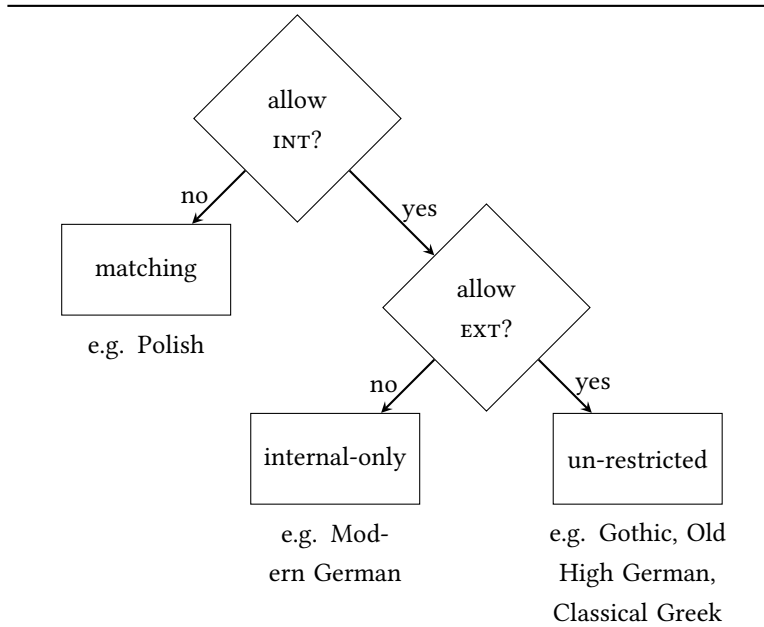 allow
INT?
no
yes
matching
e.g. Polish
allow
EXT?
no
yes
internal-only
un-restricted
e.g. Mod-
ern German
e.g. Gothic, Old
High German,
Classical Greek